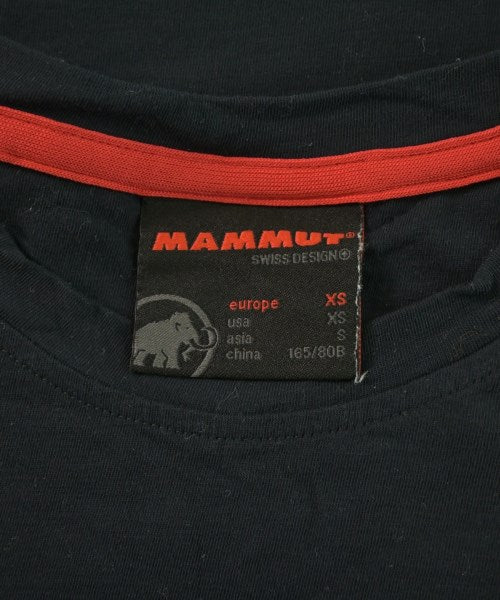 MAMMUT®
SWISS DESIGN
europe XS
usa XS
asia S
china 165/80B